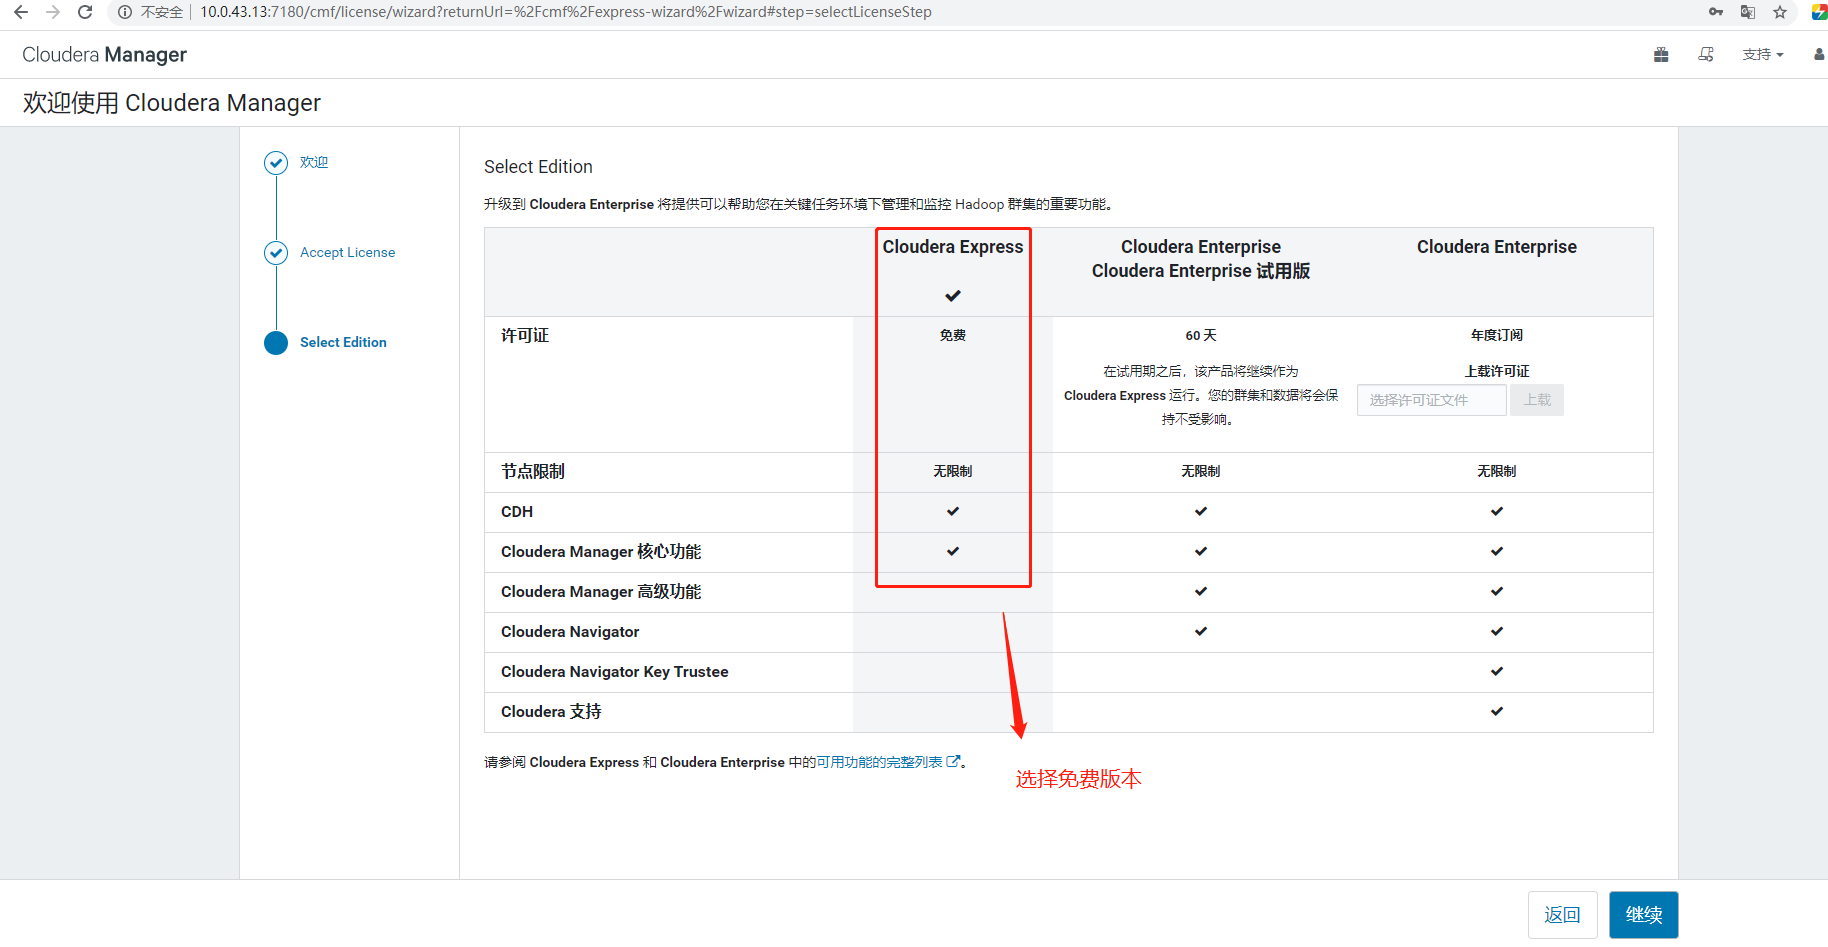 不安全 10.0.43.13:7180/cmf/license/wizard?returnUrl=%2Fcmf%2Fexpress-wizard%2Fwizard#step=selectLicenseStep
Cloudera Manager
支持
欢迎使用 Cloudera Manager
欢迎
Accept License
Select Edition
Select Edition
升级到 Cloudera Enterprise 将提供可以帮助您在关键任务环境下管理和监控 Hadoop 群集的重要功能。
Cloudera Express
Cloudera Enterprise
Cloudera Enterprise 试用版
Cloudera Enterprise
许可证
免费
60 天
在试用期之后，该产品将继续作为
Cloudera Express 运行。您的群集和数据将会保
持不受影响。
年度订阅
上载许可证
选择许可证文件 上载
节点限制 无限制 无限制 无限制
CDH
Cloudera Manager 核心功能
Cloudera Manager 高级功能
Cloudera Navigator
Cloudera Navigator Key Trustee
Cloudera 支持
请参阅 Cloudera Express 和 Cloudera Enterprise 中的可用功能的完整列表。
选择免费版本
返回 继续